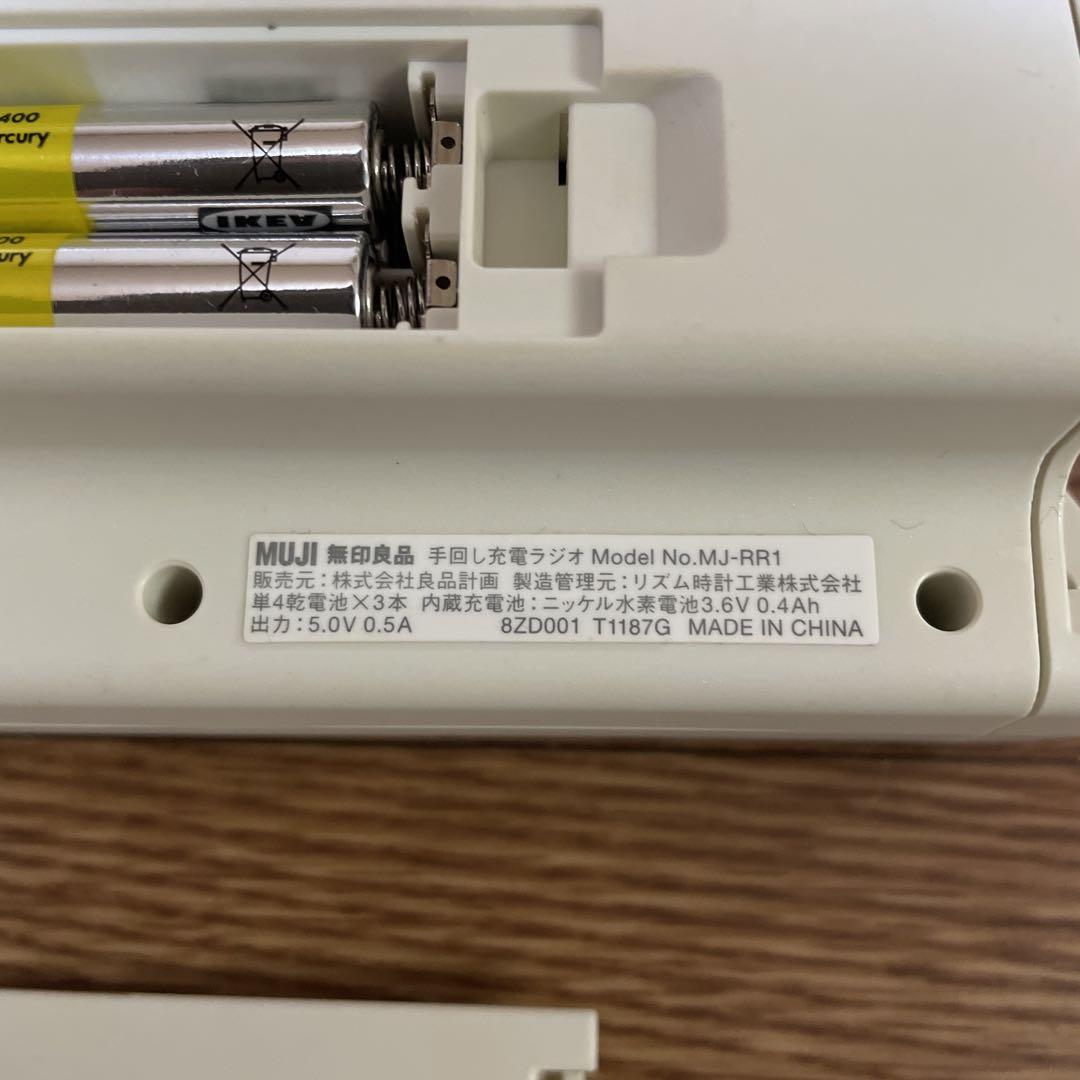 400
rcury
IKEA
00
ury
MUJI 無印良品 手回し充電ラジオ Model No.MJ-RR1
販売元:株式会社良品計画 製造管理元:リズム時計工業株式会社
単4乾電池×3本 内蔵充電池:ニッケル水素電池3.6V 0.4Ah
出力:5.0V 0.5A 8ZD001 T1187G MADE IN CHINA